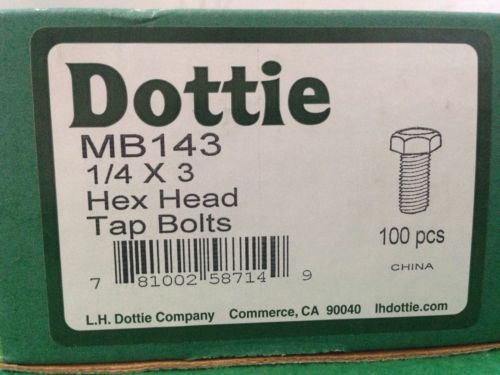 Dottie
MB143
1/4 X 3
Hex Head
Tap Bolts
100 pcs
CHINA
7 81002 58714 9
L.H. Dottie Company Commerce, CA 90040 lhdottie.com